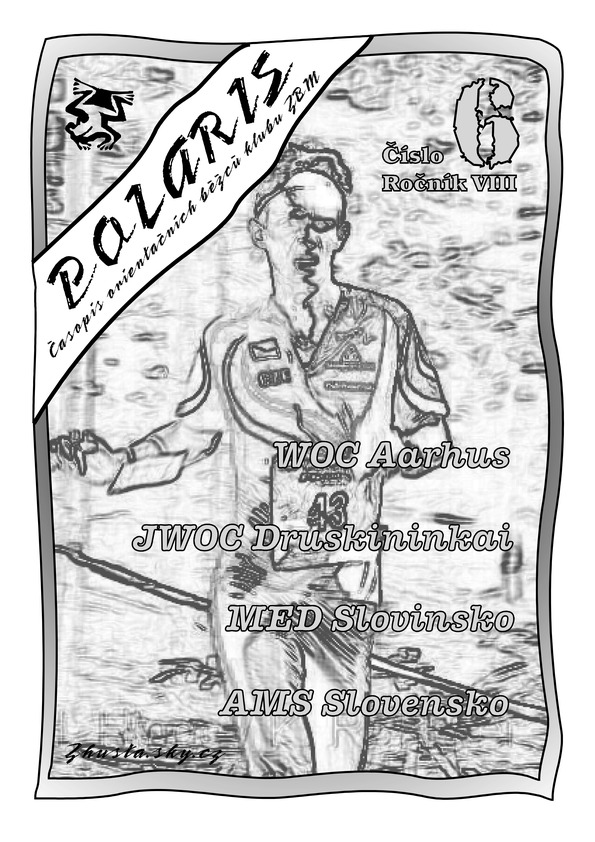 POLARIS
Časopis orientačních běžců klubu ZBM
6
Číslo
Ročník VIII
CZE
WOC Aarhus
43
JWOC Druskininkai
MED Slovinsko
AMS Slovensko
Zhusta.sky.cz